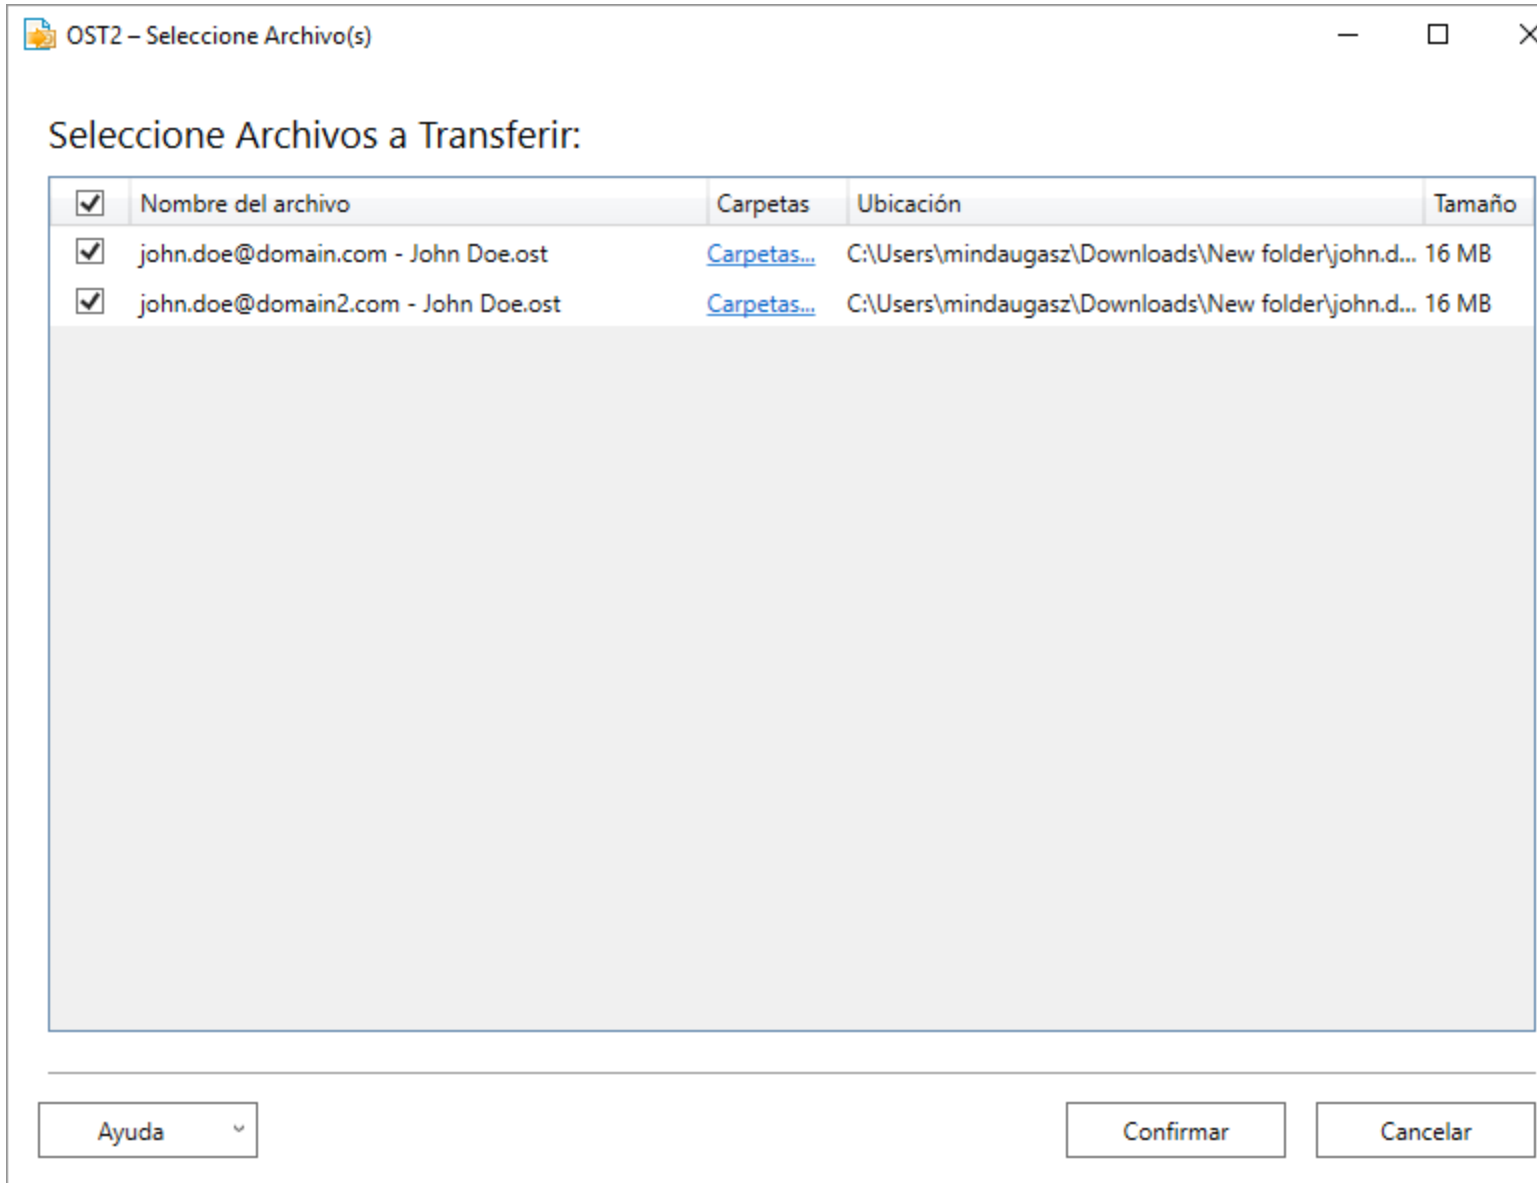 OST2 – Seleccione Archivo(s)
Seleccione Archivos a Transferir:
Nombre del archivo Carpetas Ubicación Tamaño
john.doe@domain.com - John Doe.ost Carpetas... C:\Users\mindaugasz\Downloads\New folder\john.d... 16 MB
john.doe@domain2.com - John Doe.ost Carpetas... C:\Users\mindaugasz\Downloads\New folder\john.d... 16 MB
Ayuda Confirmar Cancelar